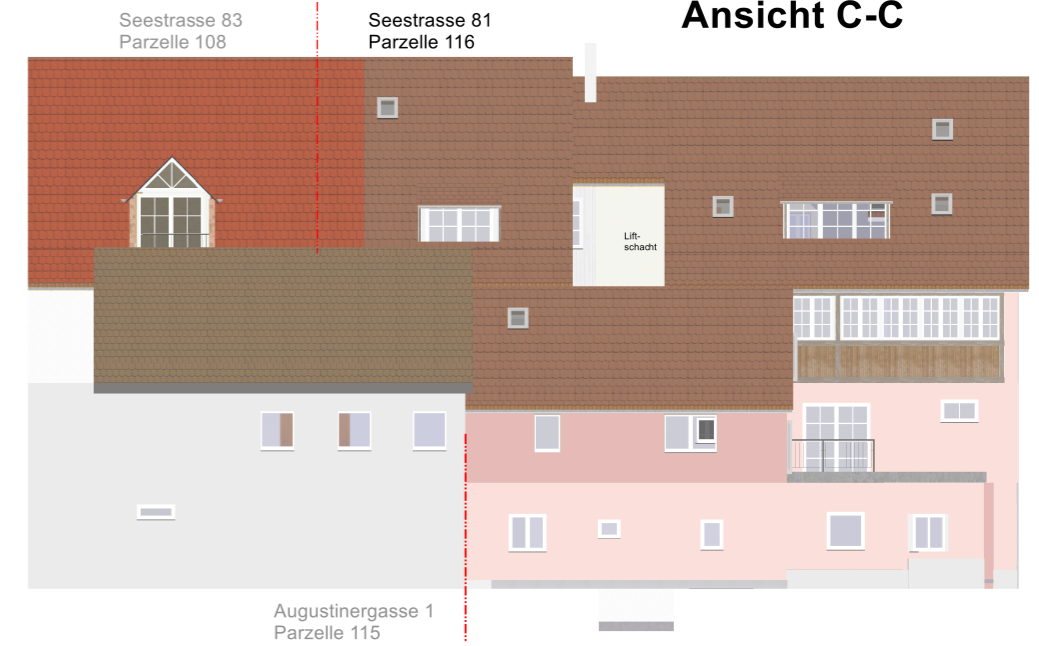 Seestrasse 83
Parzelle 108
Seestrasse 81
Parzelle 116
Ansicht C-C
Lift-
schacht
Augustinergasse 1
Parzelle 115